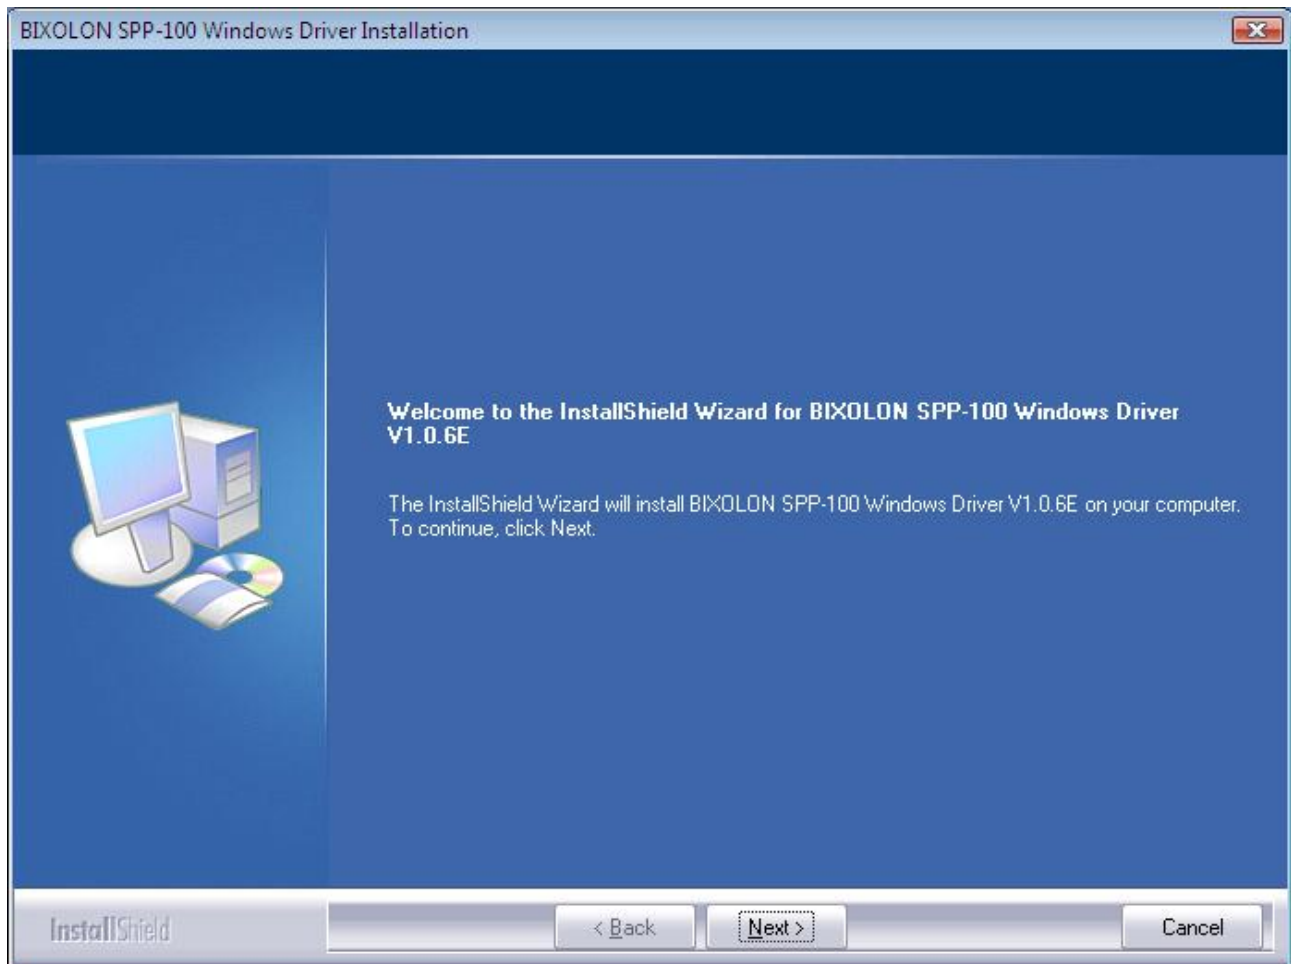 BIXOLON SPP-100 Windows Driver Installation
Welcome to the InstallShield Wizard for BIXOLON SPP-100 Windows Driver
V1.0.6E
The InstallShield Wizard will install BIXOLON SPP-100 Windows Driver V1.0.6E on your computer.
To continue, click Next.
InstallShield
< Back
Next >
Cancel